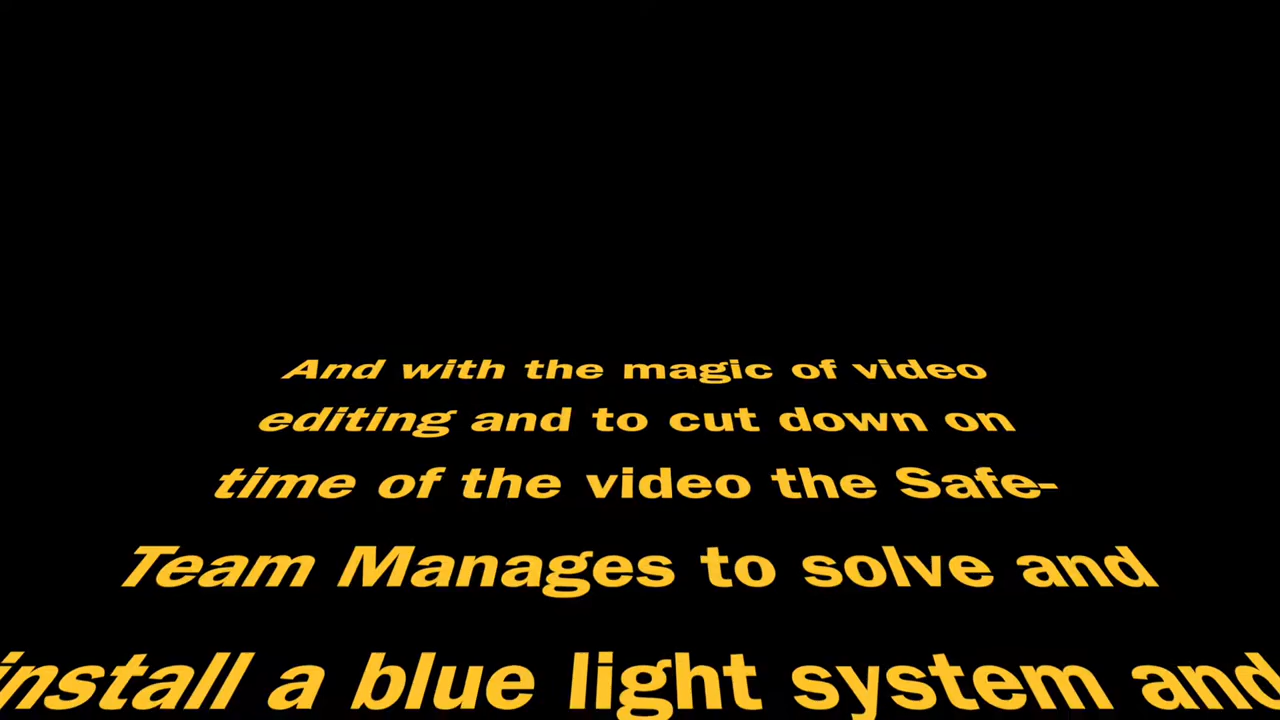 And with the magic of video
editing and to cut down on
time of the video the Safe-
Team Manages to solve and
install a blue light system and